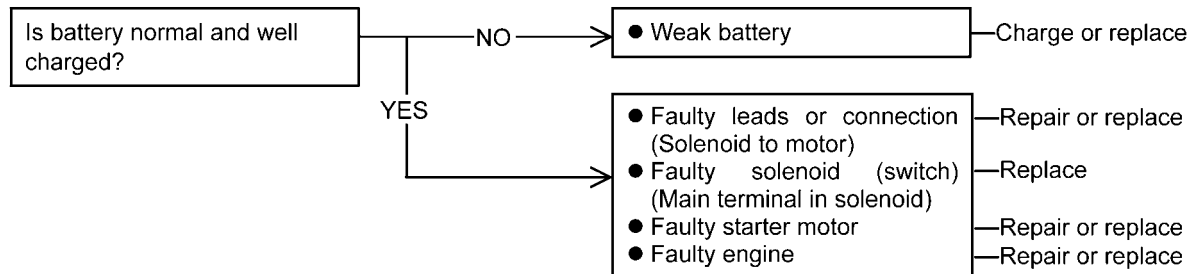 Is battery normal and well
charged?
NO
● Weak battery
Charge or replace
YES
● Faulty leads or connection
(Solenoid to motor)
Repair or replace
● Faulty solenoid (switch)
(Main terminal in solenoid)
Replace
● Faulty starter motor
Repair or replace
● Faulty engine
Repair or replace